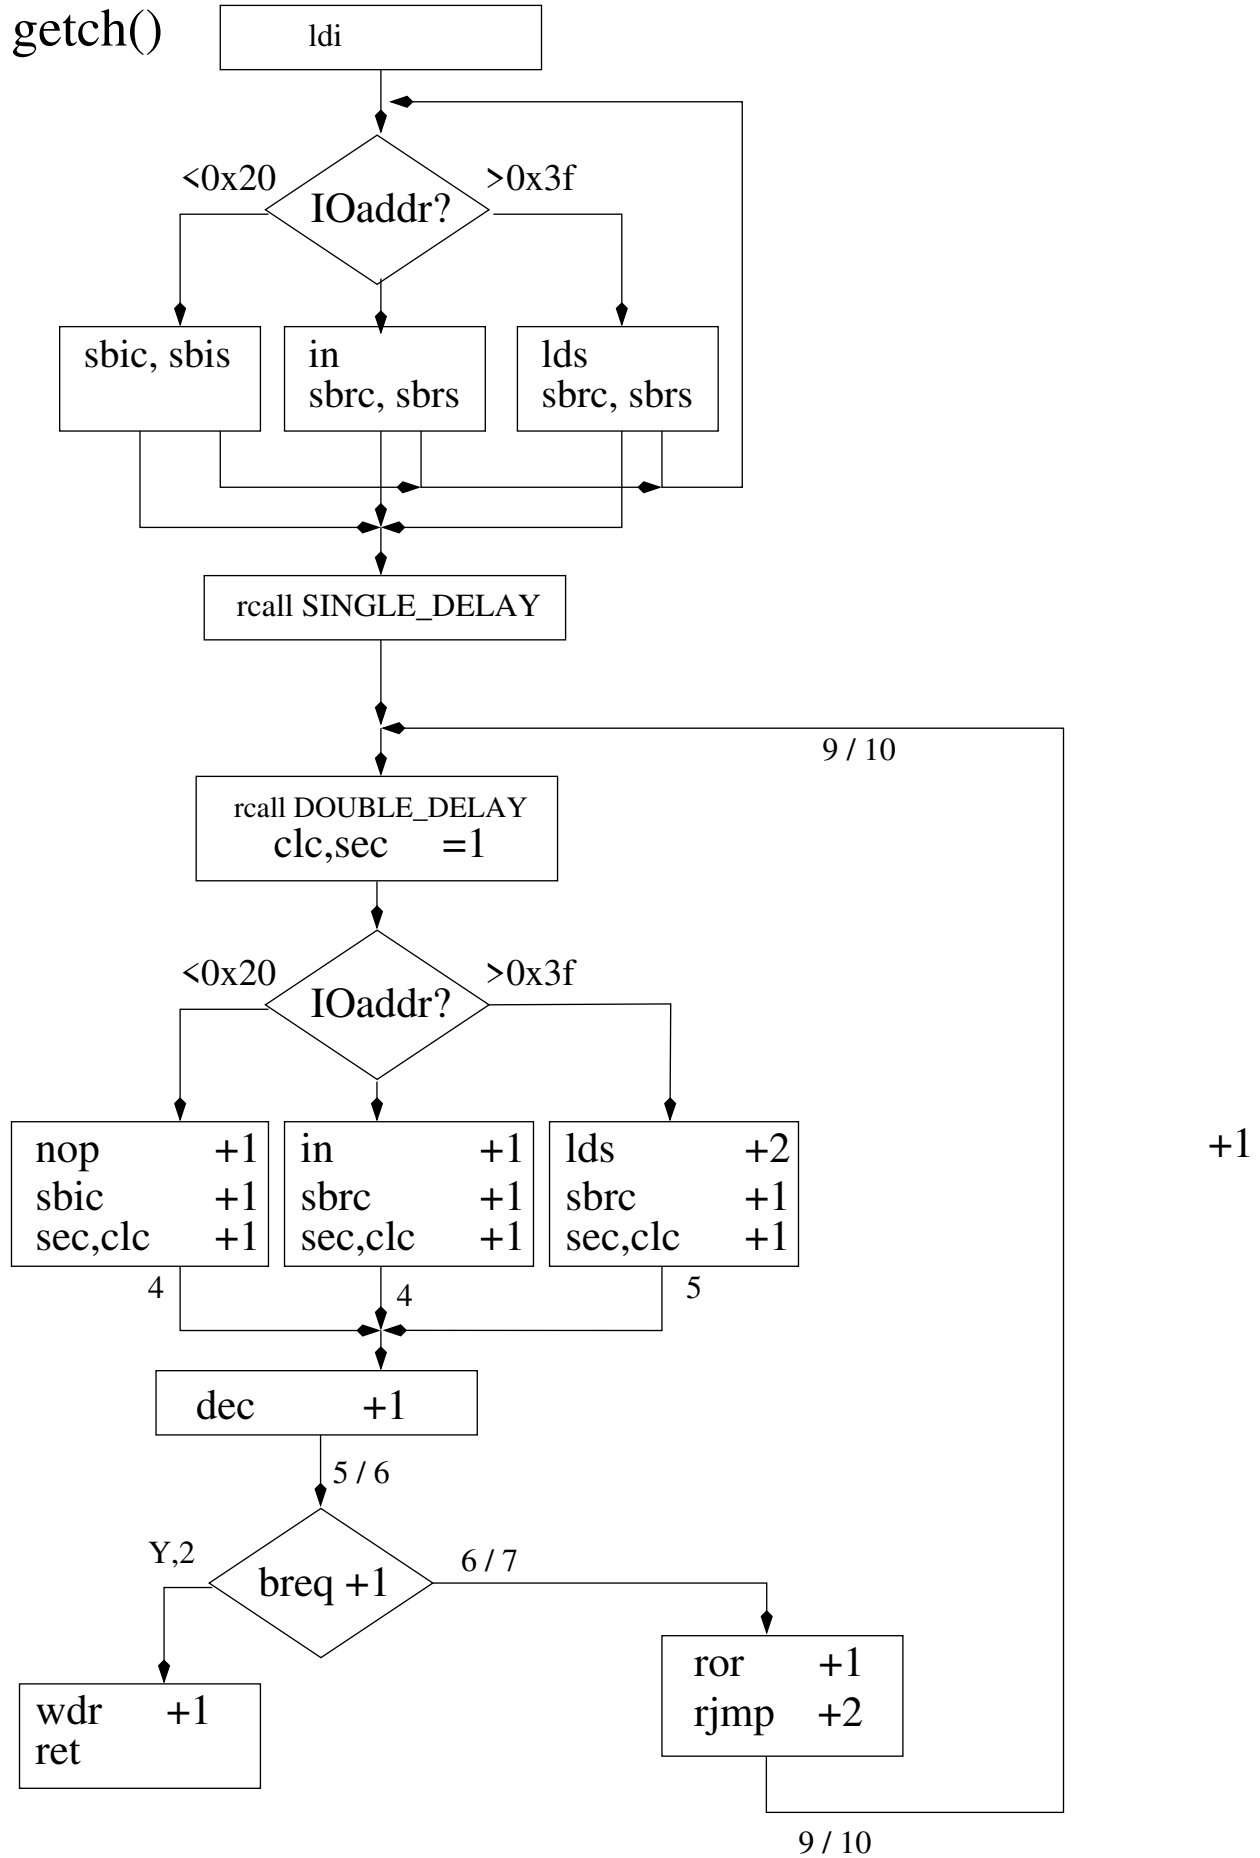 getch()
ldi
<0x20
>0x3f
IOaddr?
sbic, sbis
in
sbrc, sbrs
lds
sbrc, sbrs
rcall SINGLE_DELAY
9 / 10
rcall DOUBLE_DELAY
clc,sec =1
<0x20
>0x3f
IOaddr?
nop +1
sbic +1
sec,clc +1
in +1
sbrc +1
sec,clc +1
lds +2
sbrc +1
sec,clc +1
+1
4
4
5
dec +1
5 / 6
Y,2
6 / 7
breq +1
ror +1
rjmp +2
wdr +1
ret
9 / 10